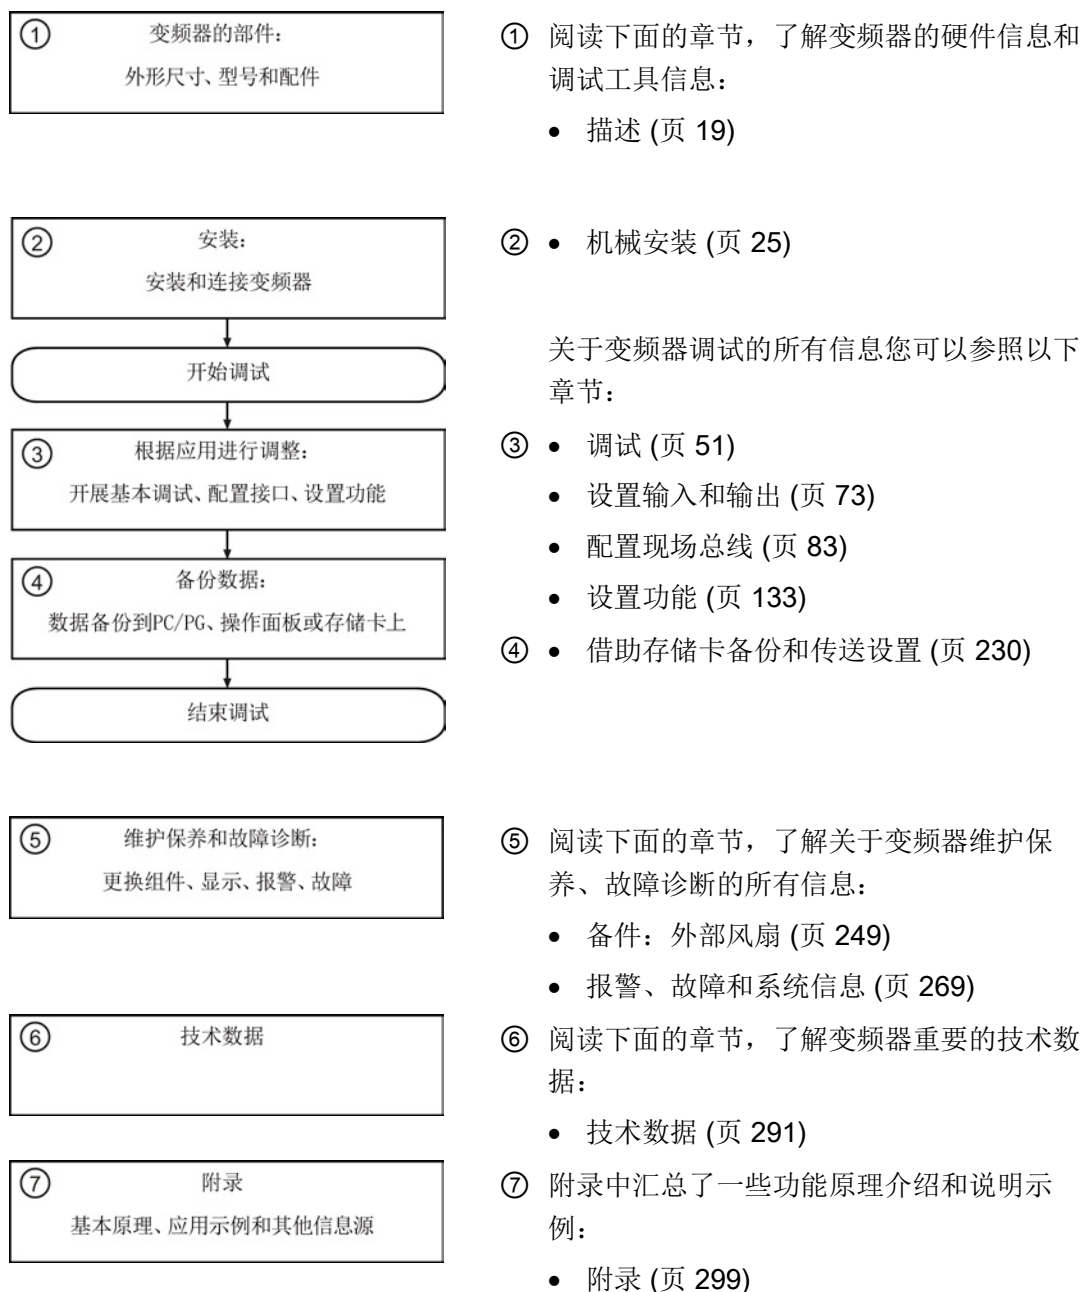 ① 变频器的部件：
外形尺寸、型号和配件
① 阅读下面的章节，了解变频器的硬件信息和
调试工具信息：
• 描述 (页 19)
② 安装：
安装和连接变频器
开始调试
③ 根据应用进行调整：
开展基本调试、配置接口、设置功能
④ 备份数据：
数据备份到PC/PG、操作面板或存储卡上
结束调试
② • 机械安装 (页 25)
关于变频器调试的所有信息您可以参照以下
章节：
③ • 调试 (页 51)
• 设置输入和输出 (页 73)
• 配置现场总线 (页 83)
• 设置功能 (页 133)
④ • 借助存储卡备份和传送设置 (页 230)
⑤ 维护保养和故障诊断：
更换组件、显示、报警、故障
⑤ 阅读下面的章节，了解关于变频器维护保
养、故障诊断的所有信息：
• 备件：外部风扇 (页 249)
• 报警、故障和系统信息 (页 269)
⑥ 技术数据
⑥ 阅读下面的章节，了解变频器重要的技术数
据：
• 技术数据 (页 291)
⑦ 附录
基本原理、应用示例和其他信息源
⑦ 附录中汇总了一些功能原理介绍和说明示
例：
• 附录 (页 299)